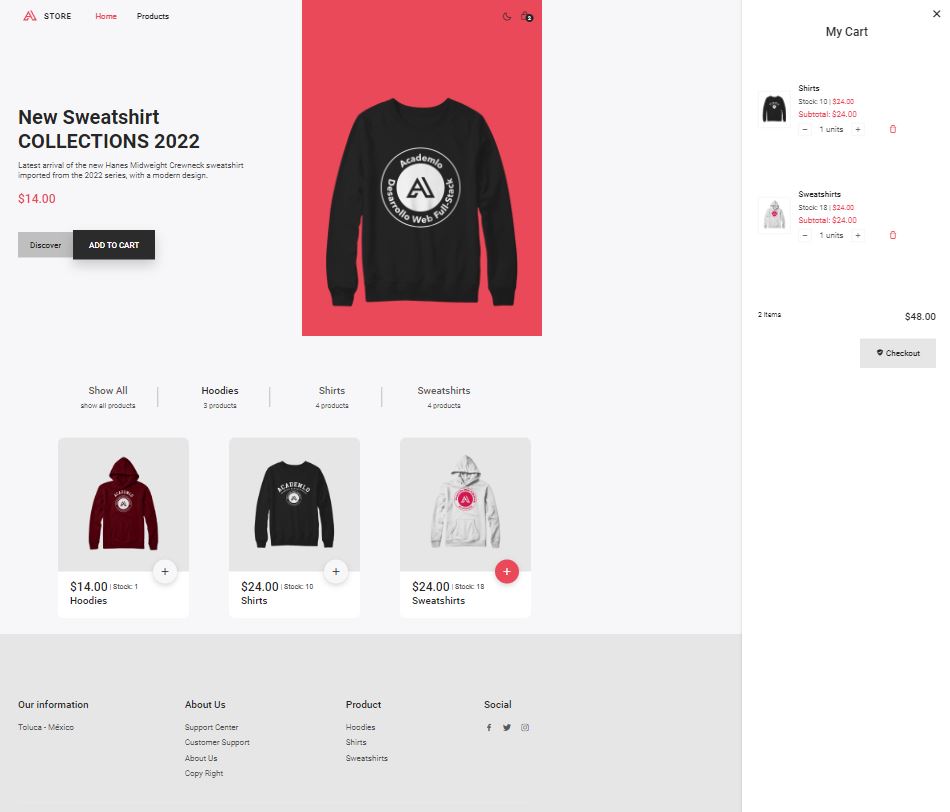 STORE
Home
Products
2
New Sweatshirt
COLLECTIONS 2022
Latest arrival of the new Hanes Midweight Crewneck sweatshirt
imported from the 2022 series, with a modern design.
$14.00
Discover
ADD TO CART
Academlo
Desarrollo Web Full-Stack
Show All
show all products
Hoodies
3 products
Shirts
4 products
Sweatshirts
4 products
ACADEMLO
ACADEMLO
$14.00 | Stock: 1
Hoodies
+
$24.00 | Stock: 10
Shirts
+
$24.00 | Stock: 18
Sweatshirts
+
Our information
Toluca - México
About Us
Support Center
Customer Support
About Us
Copy Right
Product
Hoodies
Shirts
Sweatshirts
Social
My Cart
Shirts
Stock: 10 | $24.00
Subtotal: $24.00
− 1 units +
Sweatshirts
Stock: 18 | $24.00
Subtotal: $24.00
− 1 units +
2 items
$48.00
Checkout